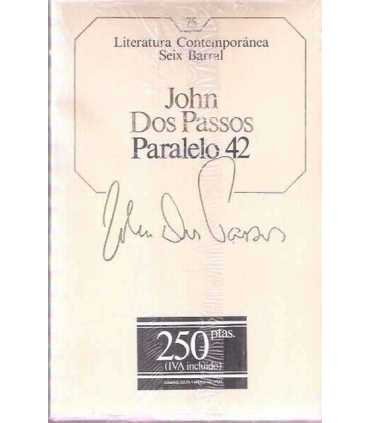 75
Literatura Contemporánea
Seix Barral
John
Dos Passos
Paralelo 42
John Dos Passos
250 ptas.
(IVA incluido)